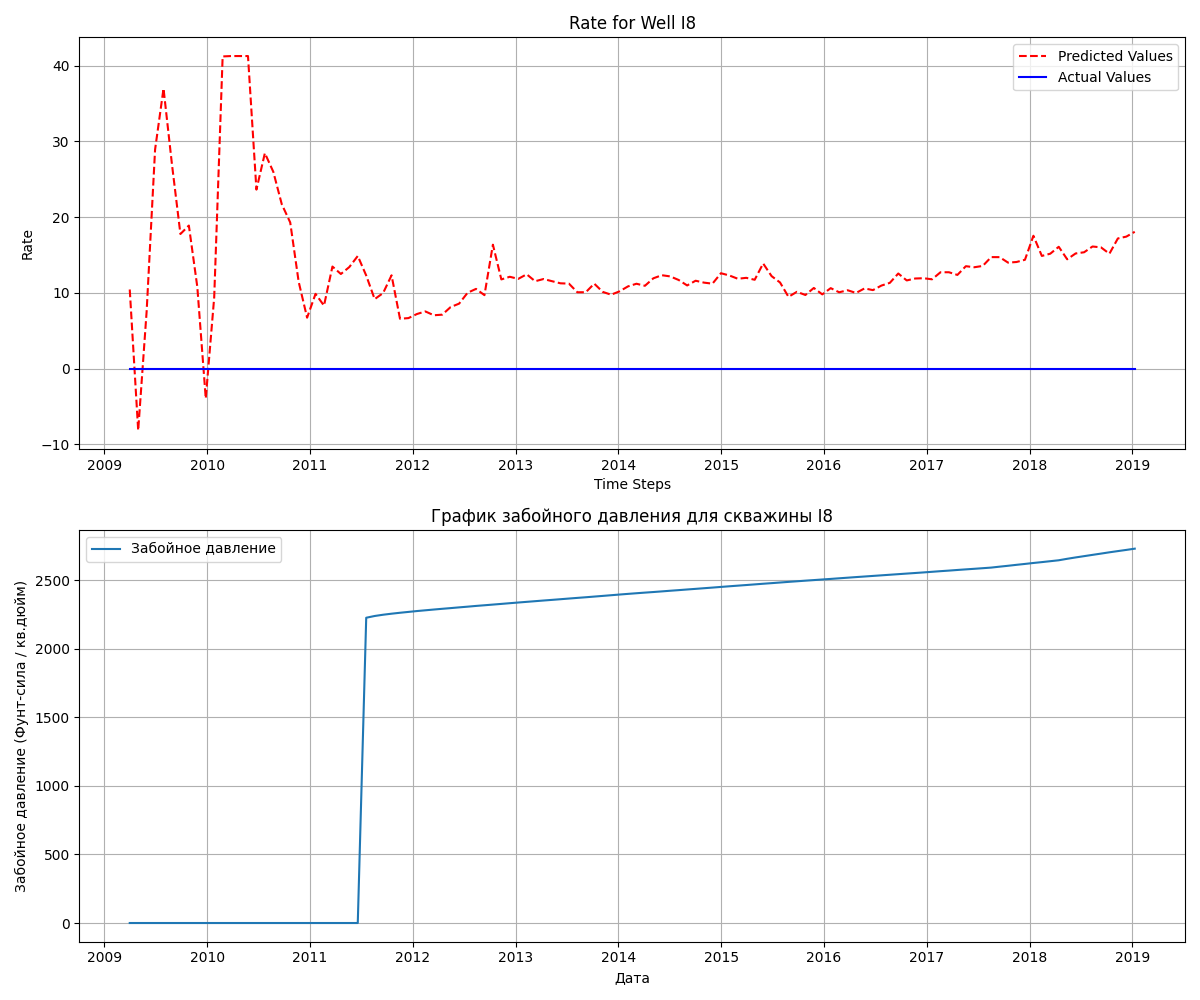 Rate for Well I8
Predicted Values
Actual Values
Rate
40
30
20
10
0
−10
2009 2010 2011 2012 2013 2014 2015 2016 2017 2018 2019
Time Steps
График забойного давления для скважины I8
Забойное давление
Забойное давление (Фунт-сила / кв.дюйм)
2500
2000
1500
1000
500
0
2009 2010 2011 2012 2013 2014 2015 2016 2017 2018 2019
Дата